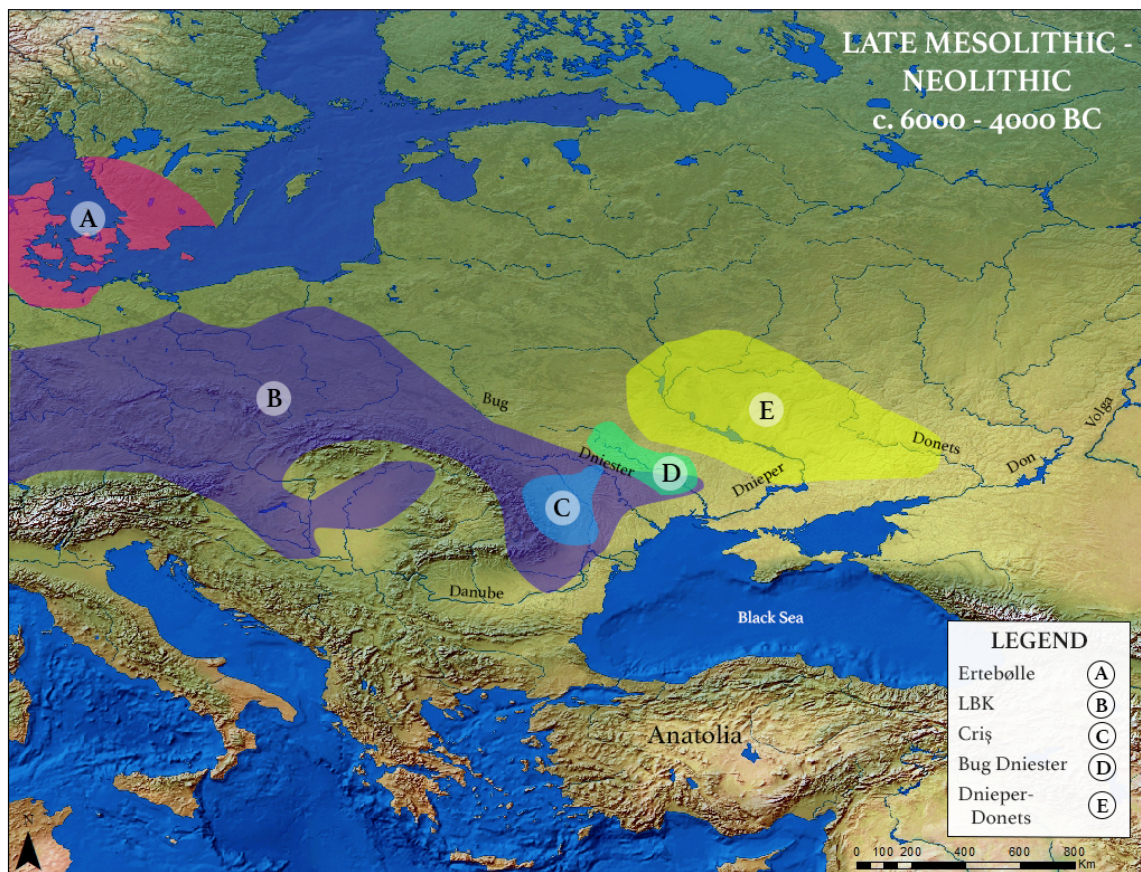 LATE MESOLITHIC -
NEOLITHIC
c. 6000 - 4000 BC
A
B
Bug
E
Volga
Donets
Dniester
D
Don
Dnieper
C
Danube
Black Sea
Anatolia
LEGEND
Ertebølle A
LBK B
Criș C
Bug Dniester D
Dnieper-
Donets E
0 100 200 400 600 800
Km